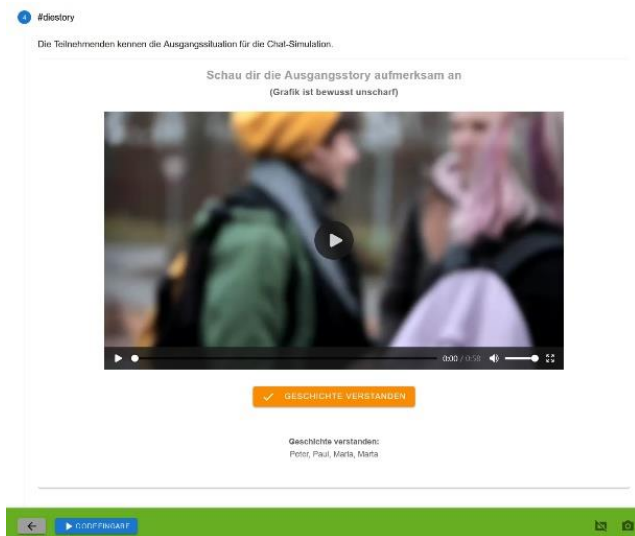 4 #diestory
Die Teilnehmenden kennen die Ausgangssituation für die Chat-Simulation.
Schau dir die Ausgangsstory aufmerksam an
(Grafik ist bewusst unscharf)
0:00 / 0:58
GESCHICHTE VERSTANDEN
Geschichte verstanden:
Peter, Paul, Maria, Marta
CODEEINGABE